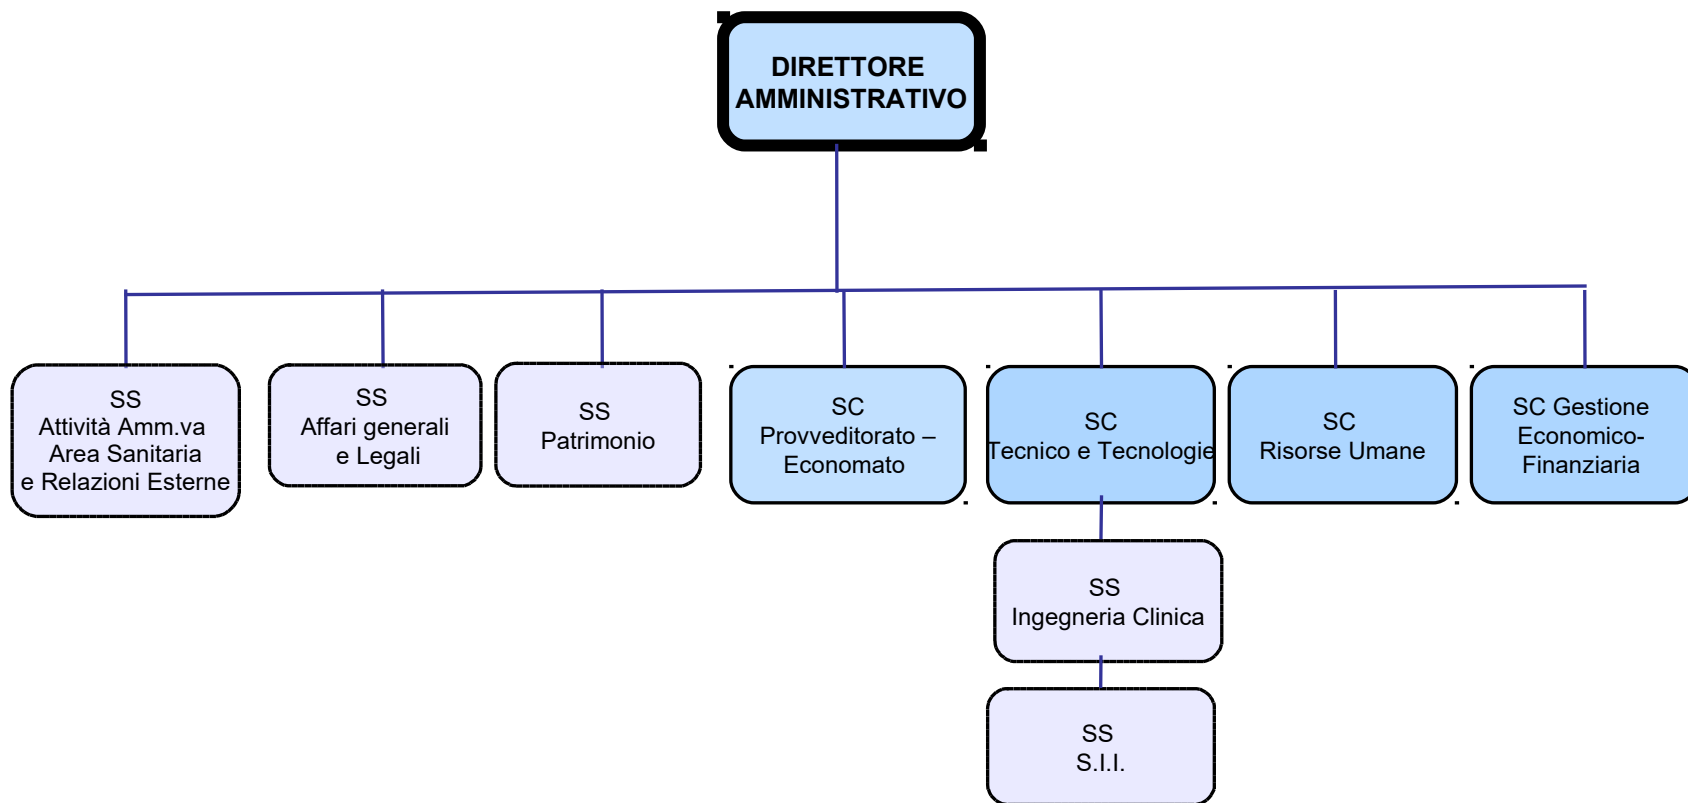 DIRETTORE
AMMINISTRATIVO
SS
Attività Amm.va
Area Sanitaria
e Relazioni Esterne
SS
Affari generali
e Legali
SS
Patrimonio
SC
Provveditorato –
Economato
SC
Tecnico e Tecnologie
SC
Risorse Umane
SC Gestione
Economico-
Finanziaria
SS
Ingegneria Clinica
SS
S.I.I.